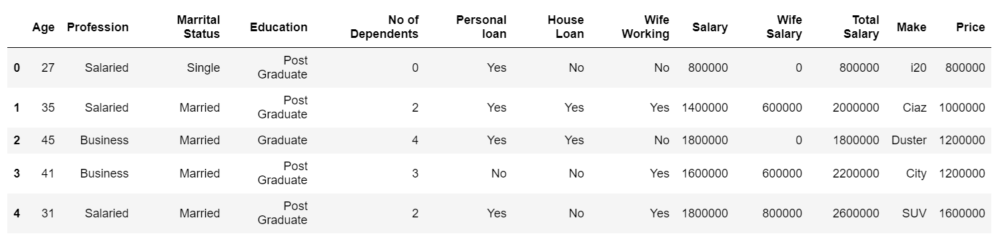 Age Profession Marrital Status Education No of Dependents Personal loan House Loan Wife Working Salary Wife Salary Total Salary Make Price
0 27 Salaried Single Post Graduate 0 Yes No No 800000 0 800000 i20 800000
1 35 Salaried Married Post Graduate 2 Yes Yes Yes 1400000 600000 2000000 Ciaz 1000000
2 45 Business Married Graduate 4 Yes Yes No 1800000 0 1800000 Duster 1200000
3 41 Business Married Post Graduate 3 No No Yes 1600000 600000 2200000 City 1200000
4 31 Salaried Married Post Graduate 2 Yes No Yes 1800000 800000 2600000 SUV 1600000